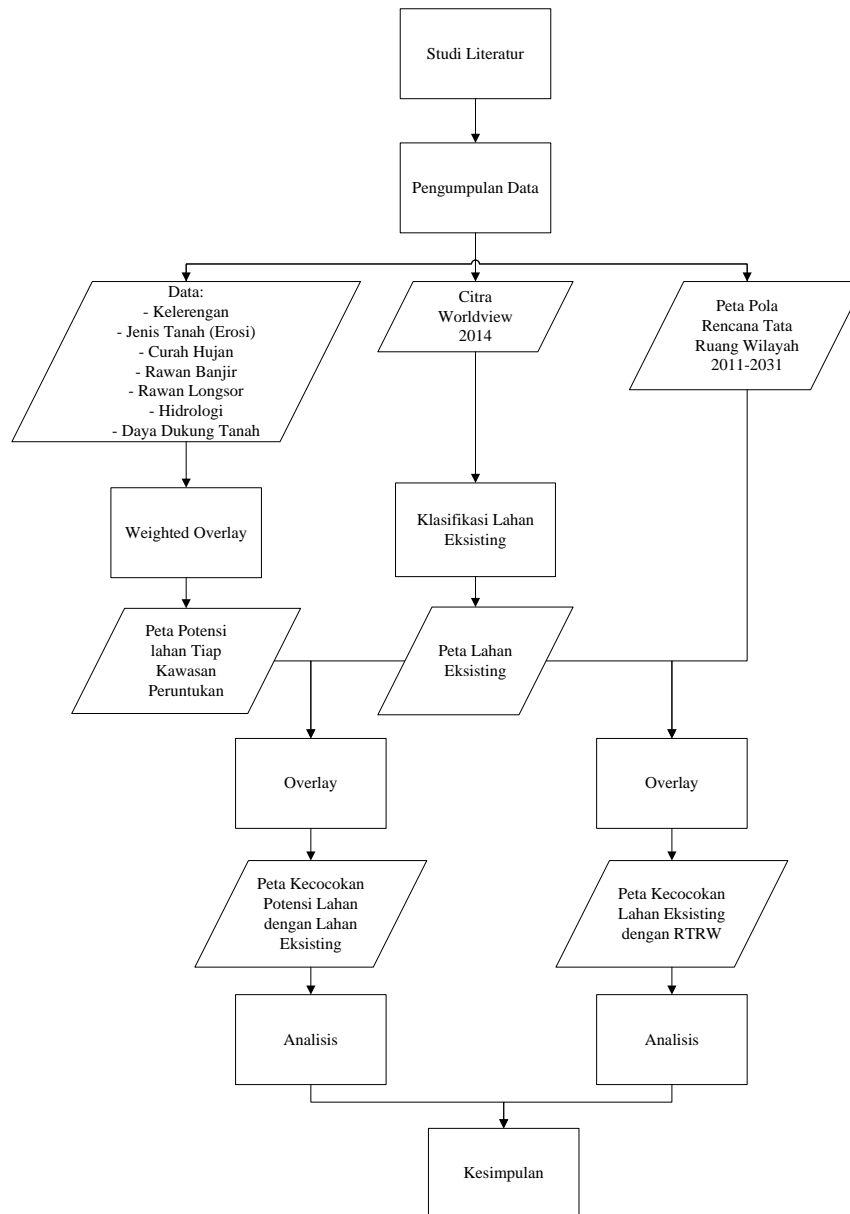 Studi Literatur
Pengumpulan Data
Data:
- Kelerengan
- Jenis Tanah (Erosi)
- Curah Hujan
- Rawan Banjir
- Rawan Longsor
- Hidrologi
- Daya Dukung Tanah
Citra
Worldview
2014
Peta Pola
Rencana Tata
Ruang Wilayah
2011-2031
Weighted Overlay
Klasifikasi Lahan
Eksisting
Peta Potensi
lahan Tiap
Kawasan
Peruntukan
Peta Lahan
Eksisting
Overlay
Overlay
Peta Kecocokan
Potensi Lahan
dengan Lahan
Eksisting
Peta Kecocokan
Lahan Eksisting
dengan RTRW
Analisis
Analisis
Kesimpulan